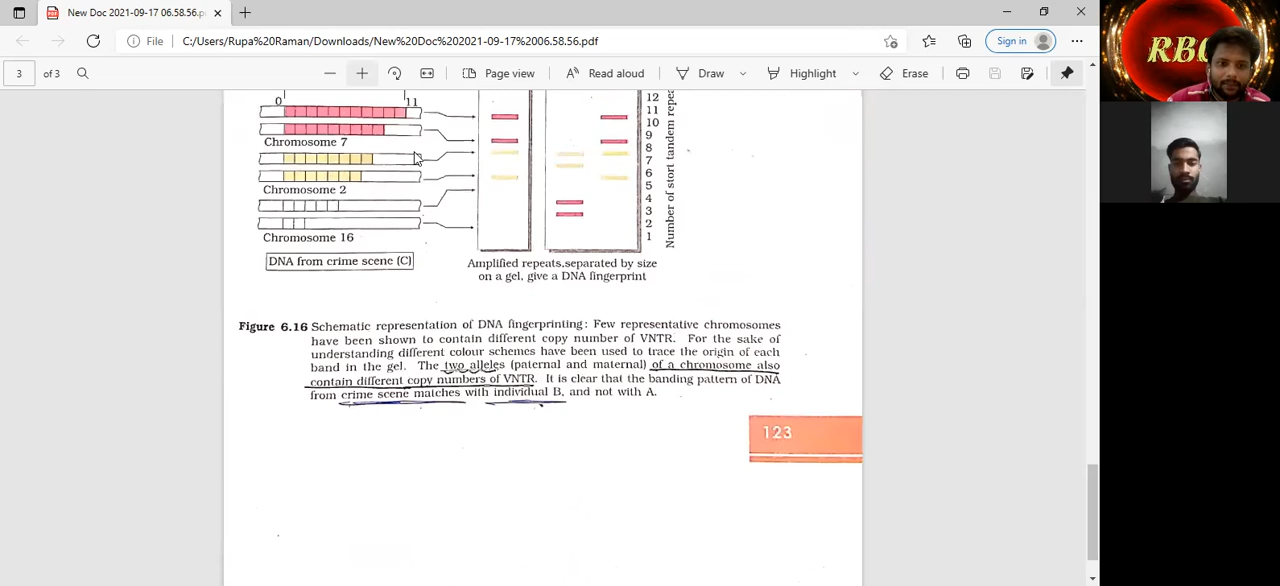 New Doc 2021-09-17 06.58.56.p
File C:/Users/Rupa%20Raman/Downloads/New%20Doc%202021-09-17%2006.58.56.pdf
Sign in
3 of 3
Page view
Read aloud
Draw
Highlight
Erase
RBC
0 11
Chromosome 7
Chromosome 2
Chromosome 16
DNA from crime scene (C)
12
11
10
9
8
7
6
5
4
3
2
1
Number of stort tandem repea
Amplified repeats, separated by size
on a gel, give a DNA fingerprint
Figure 6.16 Schematic representation of DNA fingerprinting: Few representative chromosomes
have been shown to contain different copy number of VNTR. For the sake of
understanding different colour schemes have been used to trace the origin of each
band in the gel. The two alleles (paternal and maternal) of a chromosome also
contain different copy numbers of VNTR. It is clear that the banding pattern of DNA
from crime scene matches with individual B, and not with A.
123